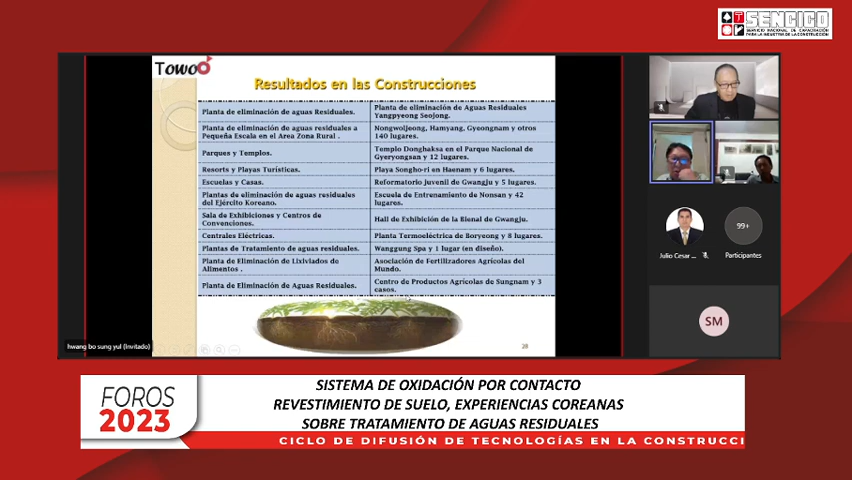 SENCICO
SERVICIO NACIONAL DE CAPACITACIÓN
PARA LA INDUSTRIA DE LA CONSTRUCCIÓN
Towoo
Resultados en las Construcciones
Planta de eliminación de aguas Residuales.
Planta de eliminación de Aguas Residuales
Yangpyeong Seojong.
Planta de eliminación de aguas residuales a
Pequeña Escala en el Area Zona Rural .
Nongwoljeong, Hamyang, Gyeongnam y otros
140 lugares.
Parques y Templos.
Templo Donghaksa en el Parque Nacional de
Gyeryongsan y 12 lugares.
Resorts y Playas Turísticas.
Playa Songho-ri en Haenam y 6 lugares.
Escuelas y Casas.
Reformatorio juvenil de Gwangju y 5 lugares.
Plantas de eliminación de aguas residuales
del Ejército Koreano.
Escuela de Entrenamiento de Nonsan y 42
lugares.
Sala de Exhibiciones y Centros de
Convenciones.
Hall de Exhibición de la Bienal de Gwangju.
Centrales Eléctricas.
Planta Termoeléctrica de Boryeong y 8 lugares.
Plantas de Tratamiento de aguas residuales.
Wanggung Spa y 1 lugar (en diseño).
Planta de Eliminación de Lixiviados de
Alimentos .
Asociación de Fertilizadores Agrícolas del
Mundo.
Planta de Eliminación de Aguas Residuales.
Centro de Productos Agrícolas de Sungnam y 3
casos.
28
hwang bo sung yul (Invitado)
99+
Julio Cesar ...
Participantes
SM
FOROS
2023
SISTEMA DE OXIDACIÓN POR CONTACTO
REVESTIMIENTO DE SUELO, EXPERIENCIAS COREANAS
SOBRE TRATAMIENTO DE AGUAS RESIDUALES
CICLO DE DIFUSIÓN DE TECNOLOGÍAS EN LA CONSTRUCCI